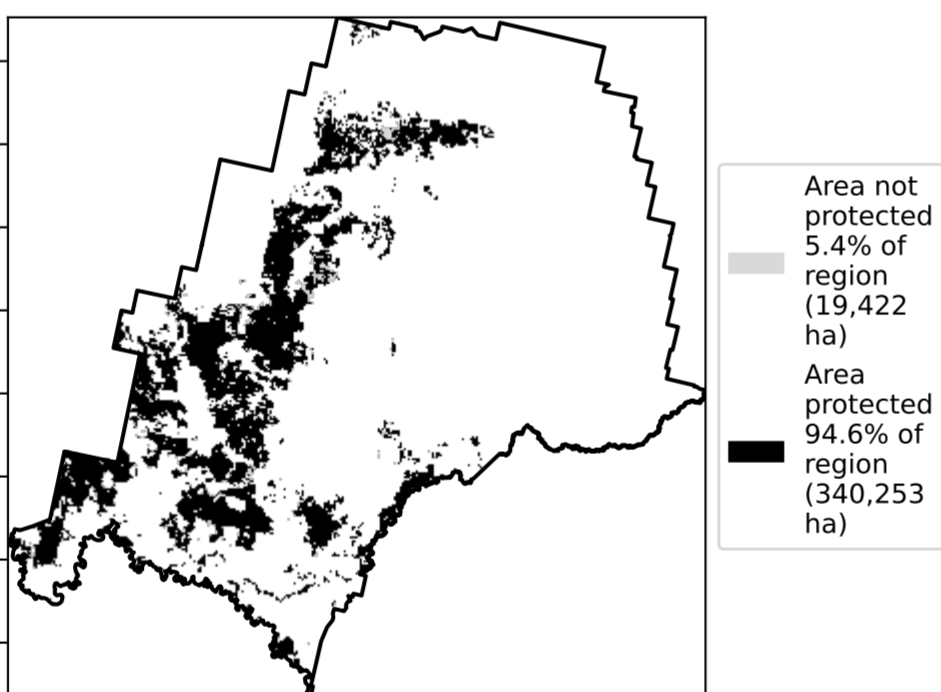 Area not
protected
5.4% of
region
(19,422
ha)
Area
protected
94.6% of
region
(340,253
ha)